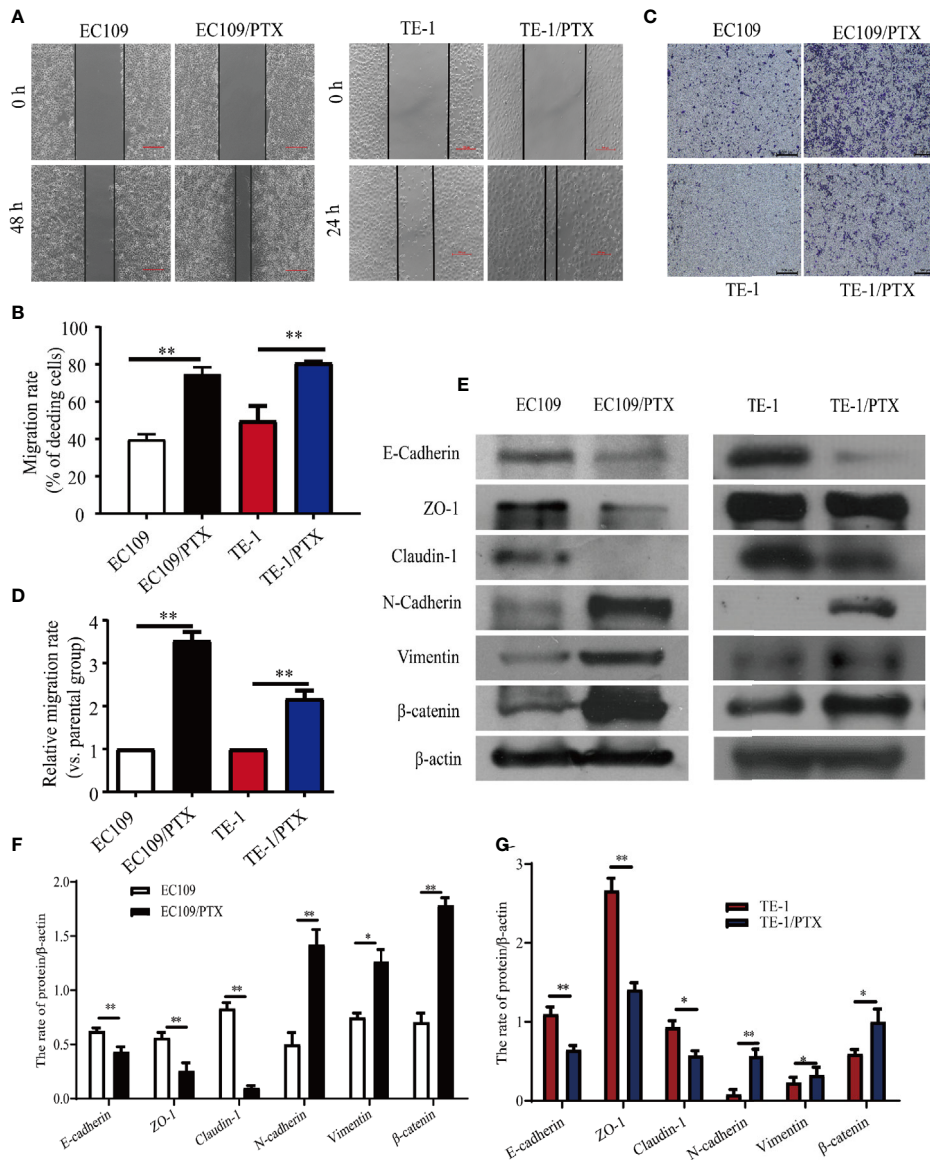 A
EC109 EC109/PTX TE-1 TE-1/PTX
0 h 0 h
48 h 24 h
C
EC109 EC109/PTX
TE-1 TE-1/PTX
B
Migration rate
(% of deeding cells)
100
80
60
40
20
0
** **
EC109 EC109/PTX TE-1 TE-1/PTX
D
Relative migration rate
(vs. parental group)
4
3
2
1
0
** **
EC109 EC109/PTX TE-1 TE-1/PTX
E
EC109 EC109/PTX TE-1 TE-1/PTX
E-Cadherin
ZO-1
Claudin-1
N-Cadherin
Vimentin
β-catenin
β-actin
F
The rate of protein/β-actin
2.0
1.5
1.0
0.5
0.0
EC109
EC109/PTX
** ** ** ** * **
E-cadherin ZO-1 Claudin-1 N-cadherin Vimentin β-catenin
G
The rate of protein/β-actin
3
2
1
0
TE-1
TE-1/PTX
** ** * ** * *
E-cadherin ZO-1 Claudin-1 N-cadherin Vimentin β-catenin